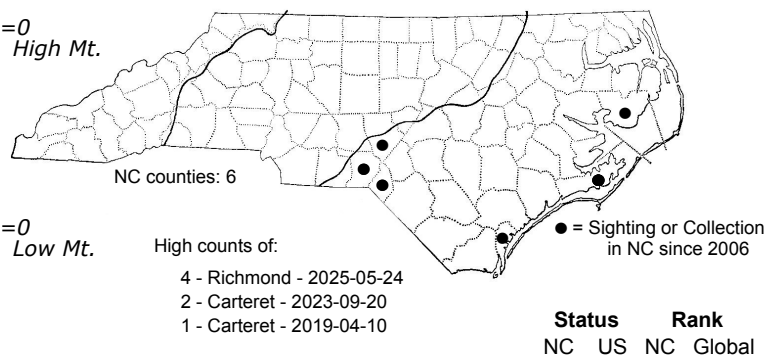 =0
High Mt.
NC counties: 6
=0
Low Mt.
High counts of:
4 - Richmond - 2025-05-24
2 - Carteret - 2023-09-20
1 - Carteret - 2019-04-10
● = Sighting or Collection
in NC since 2006
Status Rank
NC US NC Global